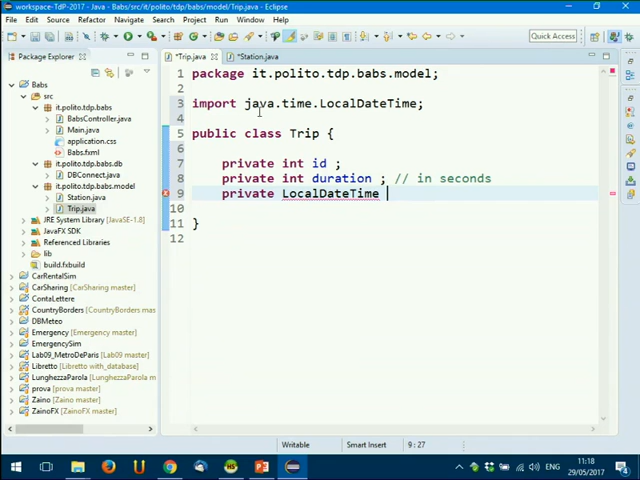 workspace-TdP-2017 - Babs/src/it/polito/tdp/babs/model/Trip.java - Eclipse
File Edit Source Refactor Navigate Search Project Run Window Help
Quick Access
Package Explorer
*Trip.java
*Station.java
Babs
src
it.polito.tdp.babs
BabsController.java
Main.java
application.css
Babs.fxml
it.polito.tdp.babs.db
DBConnect.java
it.polito.tdp.babs.model
Station.java
Trip.java
JRE System Library [JavaSE-1.8]
JavaFX SDK
Referenced Libraries
lib
build.fxbuild
CarRentalSim
CarSharing [CarSharing master]
ContaLettere
CountryBorders [CountryBorders master]
DBMeteo
Emergency [Emergency master]
EmergencySim
Lab09_MetroDeParis [Lab09 master]
Libretto [Libretto with_database]
LunghezzaParola [LunghezzaParola master]
prova [prova master]
Zaino [Zaino master]
ZainoFX [ZainoFX master]
1 package it.polito.tdp.babs.model;
2
3 import java.time.LocalDateTime;
4
5 public class Trip {
6
7 private int id ;
8 private int duration ; // in seconds
9 private LocalDateTime
10
11 }
12
Writable
Smart Insert
9 : 27
ENG
11:18
29/05/2017